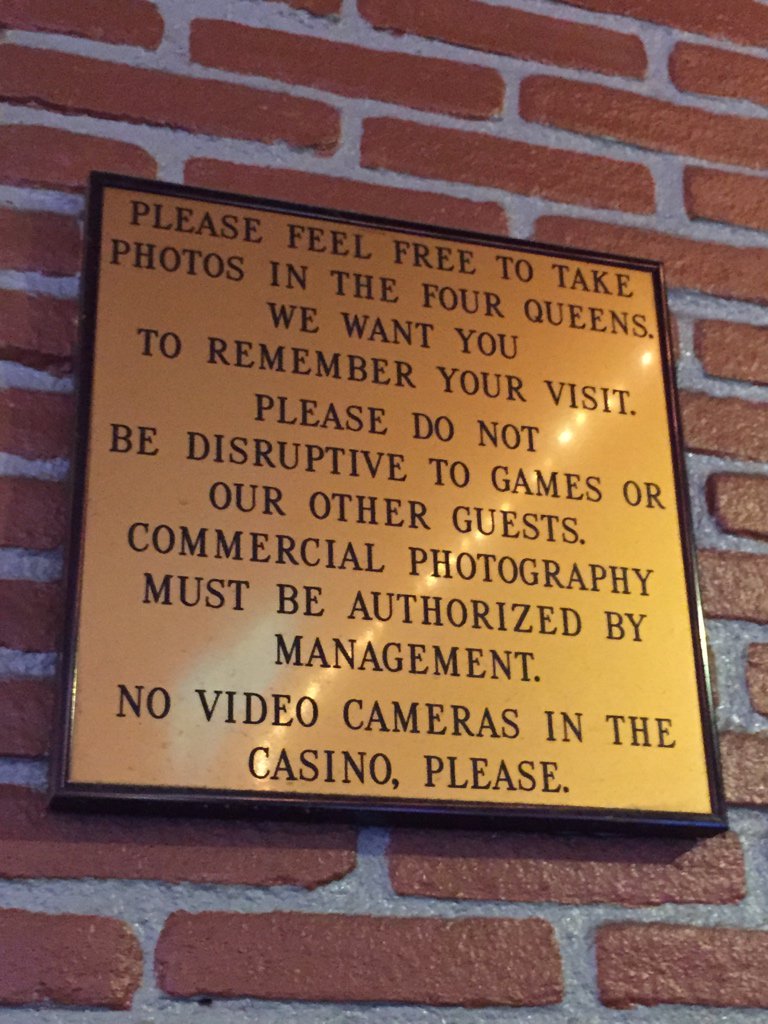 PLEASE FEEL FREE TO TAKE
PHOTOS IN THE FOUR QUEENS.
WE WANT YOU
TO REMEMBER YOUR VISIT.
PLEASE DO NOT
BE DISRUPTIVE TO GAMES OR
OUR OTHER GUESTS.
COMMERCIAL PHOTOGRAPHY
MUST BE AUTHORIZED BY
MANAGEMENT.
NO VIDEO CAMERAS IN THE
CASINO, PLEASE.